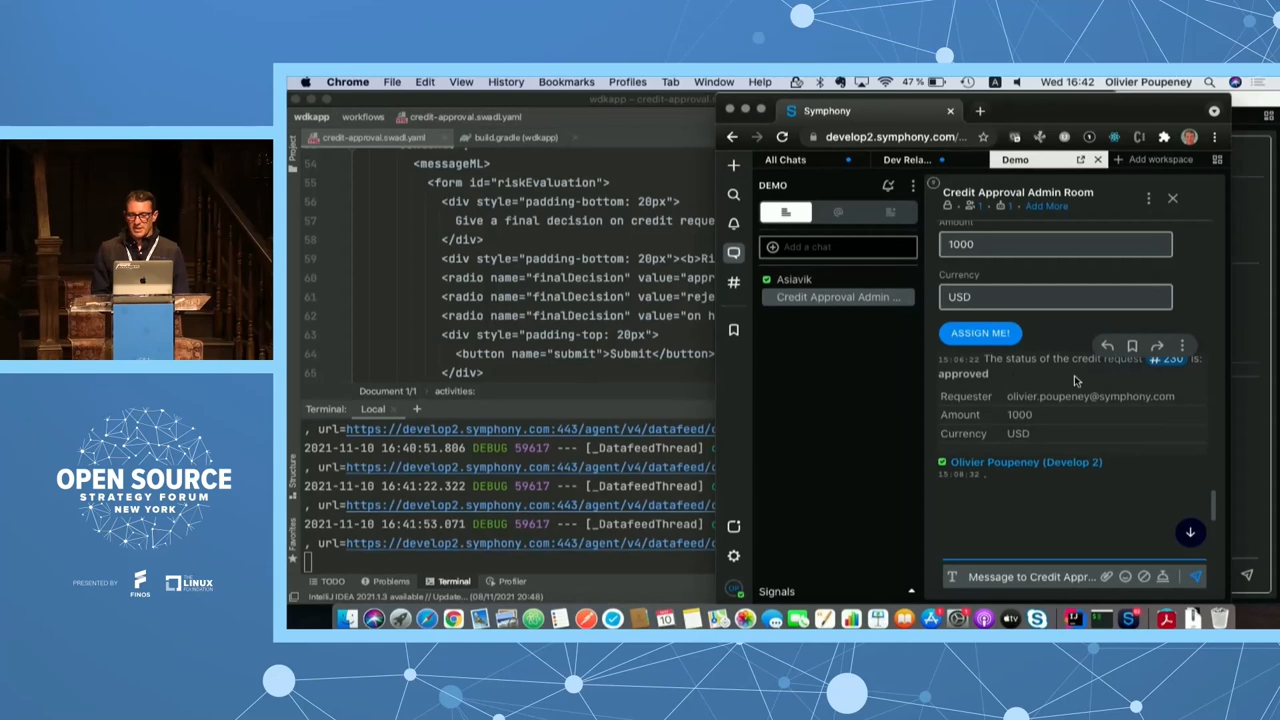 Chrome File Edit View History Bookmarks Profiles Tab Window Help 47 % A Wed 16:42 Olivier Poupeney
wdkapp – credit-approval.s
wdkapp workflows credit-approval.swadl.yaml
credit-approval.swadl.yaml build.gradle (wdkapp)
Project
54 <messageML>
55 <form id="riskEvaluation">
56 <div style="padding-bottom: 20px">
57 Give a final decision on credit reque
58 </div>
59 <div style="padding-bottom: 20px"><b>Ri
60 <radio name="finalDecision" value="appr
61 <radio name="finalDecision" value="reje
62 <radio name="finalDecision" value="on h
63 <div style="padding-top: 20px">
64 <button name="submit">Submit</button>
65 </div>
Document 1/1 activities:
Terminal: Local +
, url=https://develop2.symphony.com:443/agent/v4/datafeed/
2021-11-10 16:40:51.806 DEBUG 59617 --- [_DatafeedThread]
, url=https://develop2.symphony.com:443/agent/v4/datafeed/
2021-11-10 16:41:22.322 DEBUG 59617 --- [_DatafeedThread]
, url=https://develop2.symphony.com:443/agent/v4/datafeed/
2021-11-10 16:41:53.071 DEBUG 59617 --- [_DatafeedThread]
, url=https://develop2.symphony.com:443/agent/v4/datafeed/
Structure
Favorites
TODO Problems Terminal Profiler
IntelliJ IDEA 2021.1.3 available // Update... (08/11/2021 20:48)
S Symphony
develop2.symphony.com/...
All Chats Dev Rela... Demo + Add workspace
DEMO
Add a chat
Asiavik
Credit Approval Admin ...
Signals
Credit Approval Admin Room
1 1 Add More
Amount
1000
Currency
USD
ASSIGN ME!
15:06:22 The status of the credit request # 230 is:
approved
Requester olivier.poupeney@symphony.com
Amount 1000
Currency USD
Olivier Poupeney (Develop 2)
15:08:32 .
Message to Credit Appr...
OPEN SOURCE
STRATEGY FORUM
NEW YORK
PRESENTED BY
FINOS
THE LINUX FOUNDATION